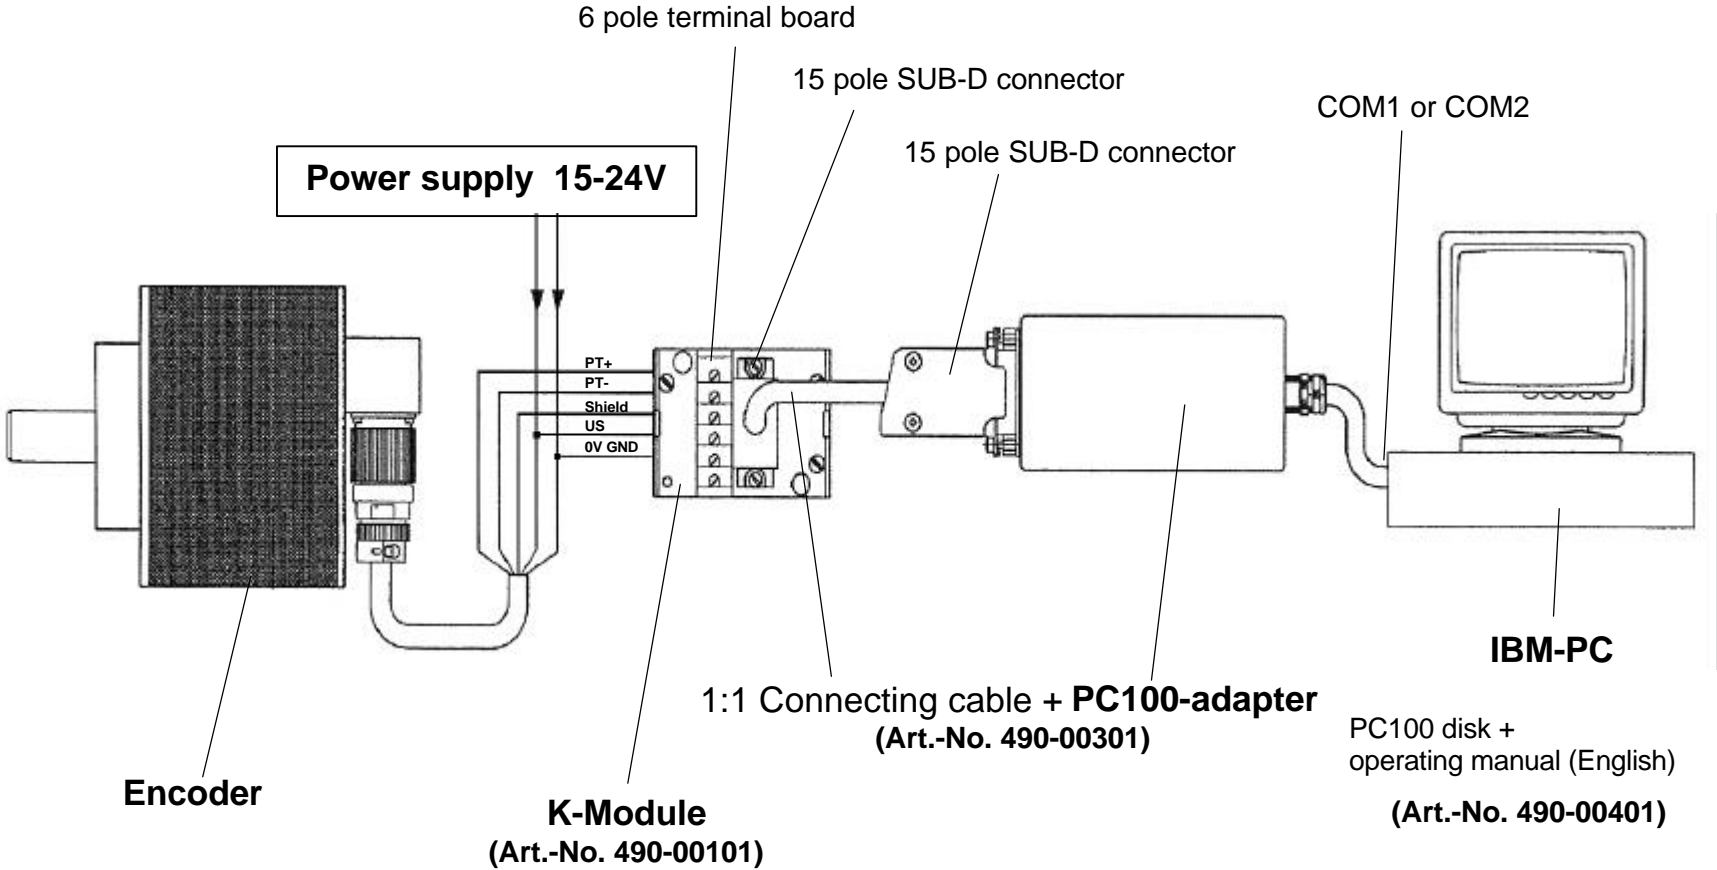 6 pole terminal board
15 pole SUB-D connector
COM1 or COM2
15 pole SUB-D connector
Power supply 15-24V
PT+
PT-
Shield
US
0V GND
IBM-PC
1:1 Connecting cable + PC100-adapter
(Art.-No. 490-00301)
PC100 disk +
operating manual (English)
(Art.-No. 490-00401)
Encoder
K-Module
(Art.-No. 490-00101)